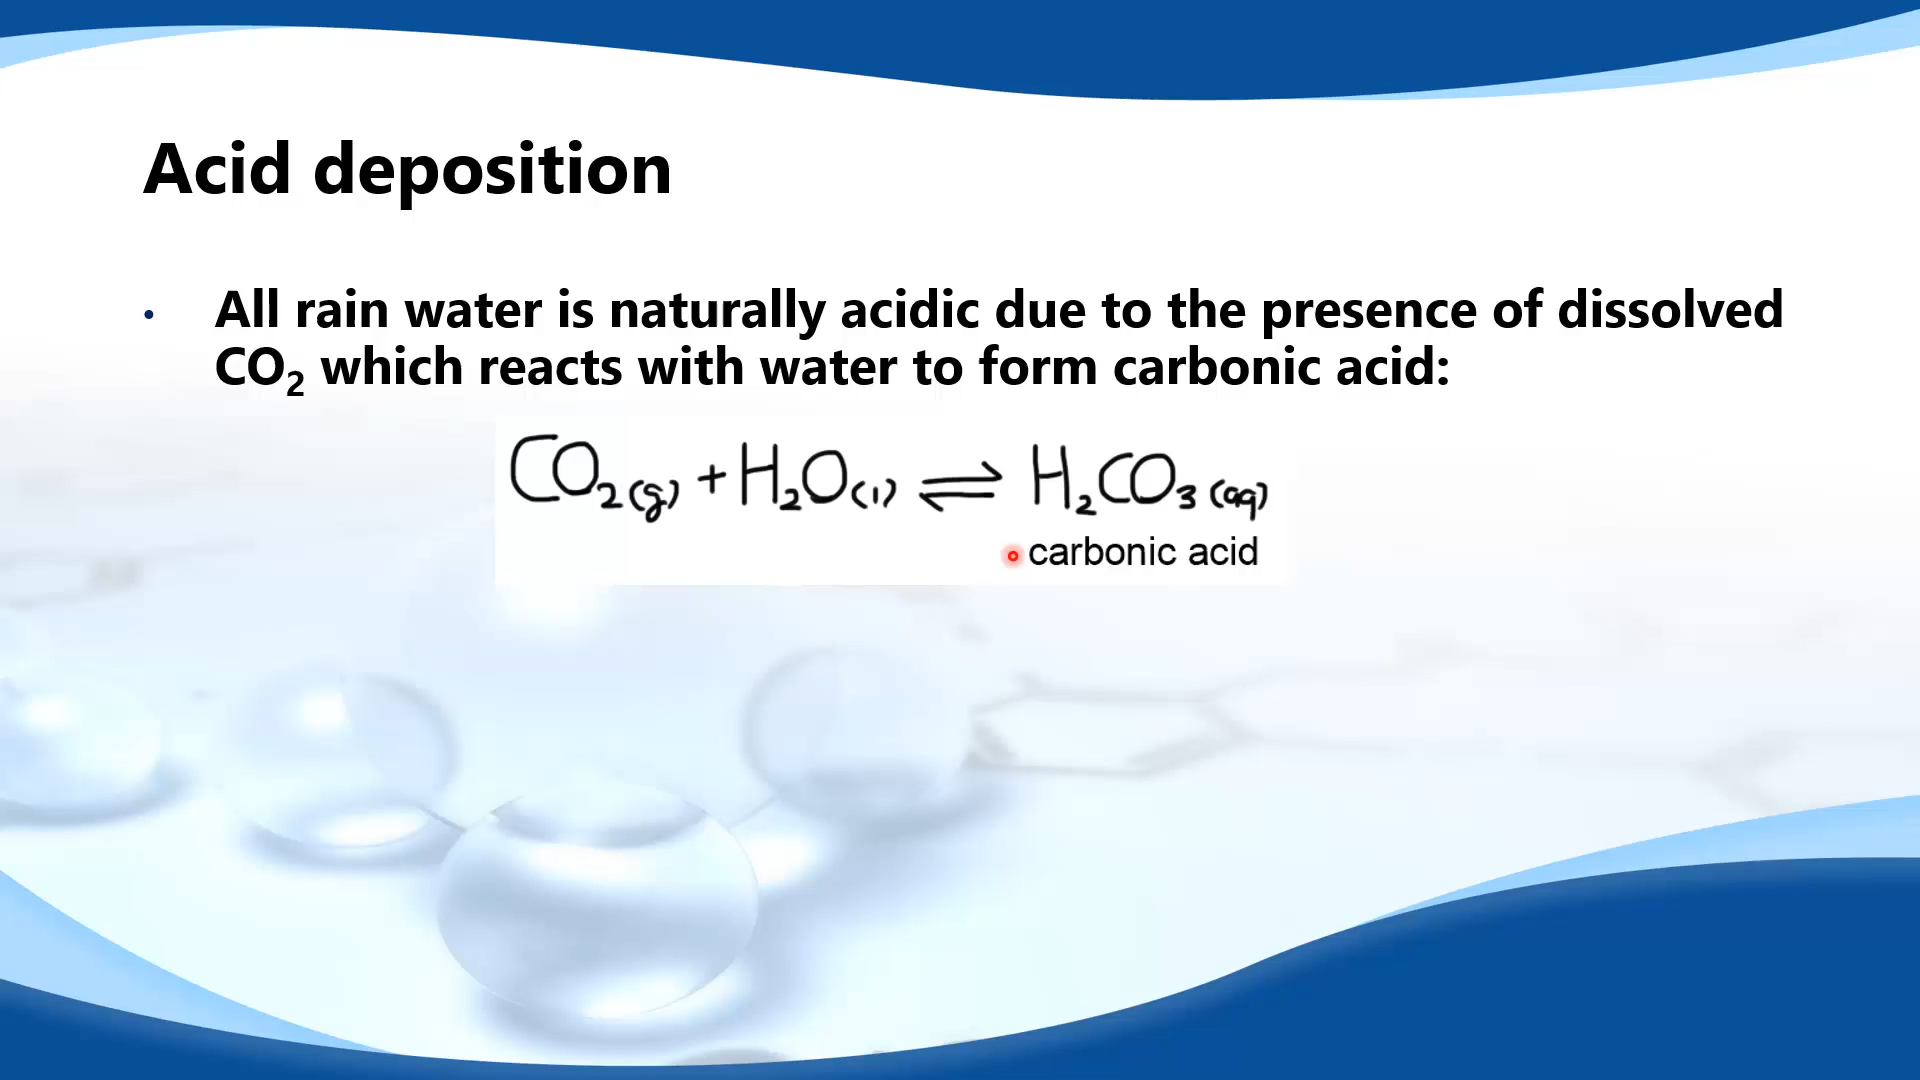 Acid deposition
• All rain water is naturally acidic due to the presence of dissolved
CO₂ which reacts with water to form carbonic acid:
CO₂(g) + H₂O(l) ⇌ H₂CO₃(aq)
carbonic acid